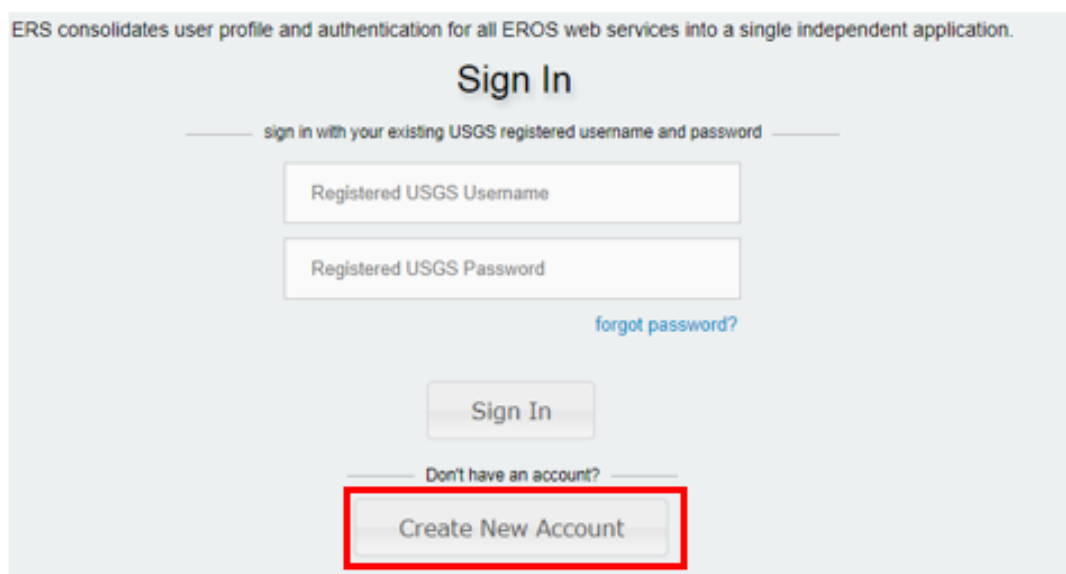 ERS consolidates user profile and authentication for all EROS web services into a single independent application.
Sign In
sign in with your existing USGS registered username and password
Registered USGS Username
Registered USGS Password
forgot password?
Sign In
Don't have an account?
Create New Account